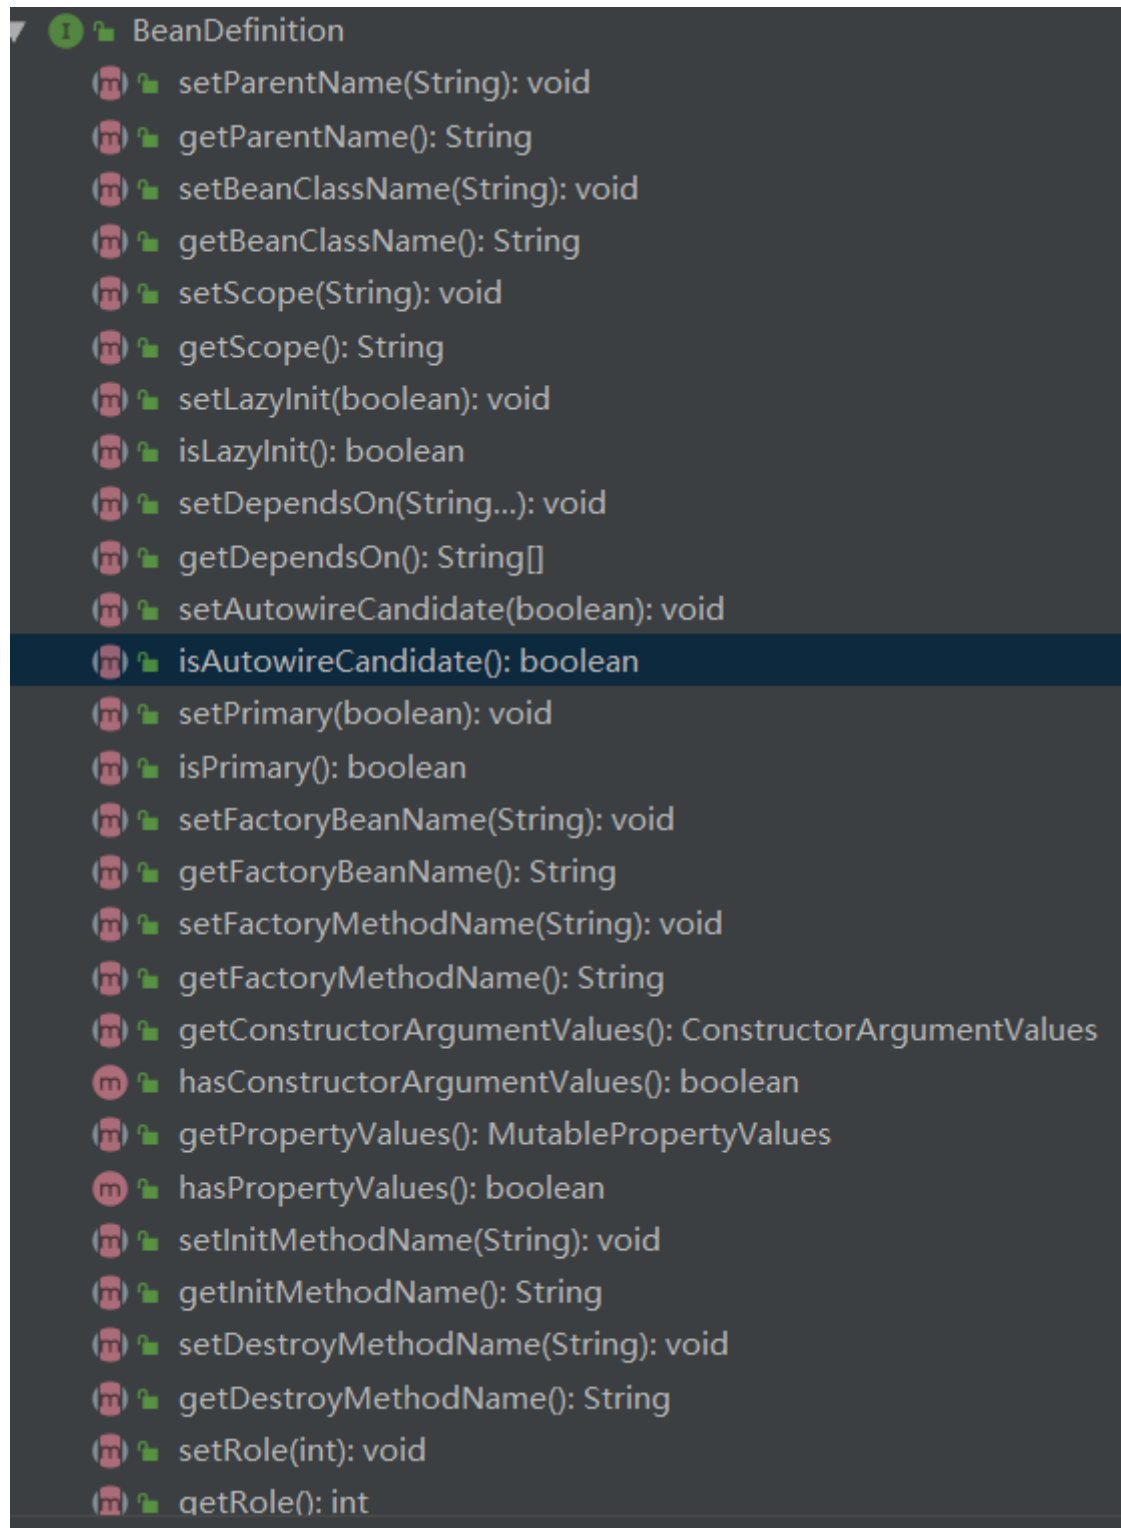 BeanDefinition
setParentName(String): void
getParentName(): String
setBeanClassName(String): void
getBeanClassName(): String
setScope(String): void
getScope(): String
setLazyInit(boolean): void
isLazyInit(): boolean
setDependsOn(String...): void
getDependsOn(): String[]
setAutowireCandidate(boolean): void
isAutowireCandidate(): boolean
setPrimary(boolean): void
isPrimary(): boolean
setFactoryBeanName(String): void
getFactoryBeanName(): String
setFactoryMethodName(String): void
getFactoryMethodName(): String
getConstructorArgumentValues(): ConstructorArgumentValues
hasConstructorArgumentValues(): boolean
getPropertyValues(): MutablePropertyValues
hasPropertyValues(): boolean
setInitMethodName(String): void
getInitMethodName(): String
setDestroyMethodName(String): void
getDestroyMethodName(): String
setRole(int): void
getRole(): int